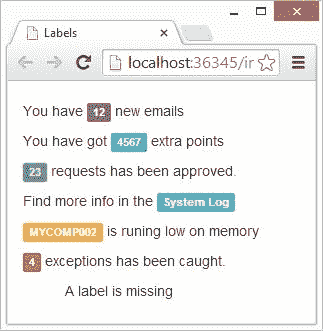 Labels
localhost:36345/ir
You have 12 new emails
You have got 4567 extra points
23 requests has been approved.
Find more info in the System Log
MYCOMP002 is runing low on memory
4 exceptions has been caught.
A label is missing